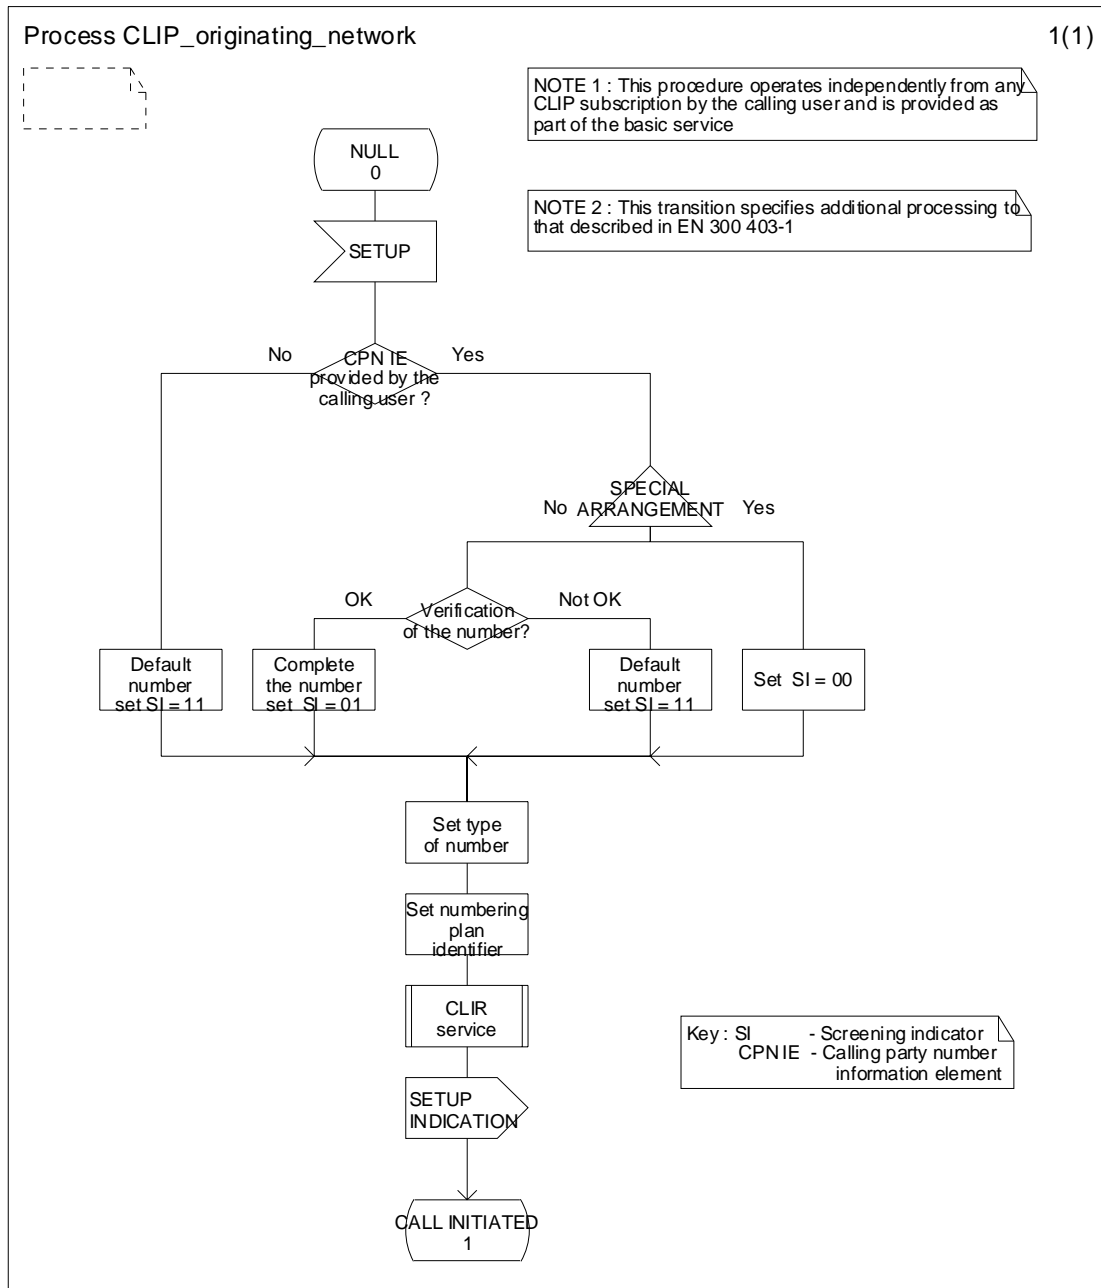 Process CLIP_originating_network
1(1)
NOTE 1 : This procedure operates independently from any
CLIP subscription by the calling user and is provided as
part of the basic service
NULL
0
NOTE 2 : This transition specifies additional processing to
that described in EN 300 403-1
SETUP
No
CPN IE
provided by the
calling user ?
Yes
SPECIAL
ARRANGEMENT
No
Yes
OK
Verification
of the number?
Not OK
Default
number
set SI = 11
Complete
the number
set SI = 01
Default
number
set SI = 11
Set SI = 00
Set type
of number
Set numbering
plan
identifier
CLIR
service
Key : SI - Screening indicator
CPN IE - Calling party number
information element
SETUP
INDICATION
CALL INITIATED
1